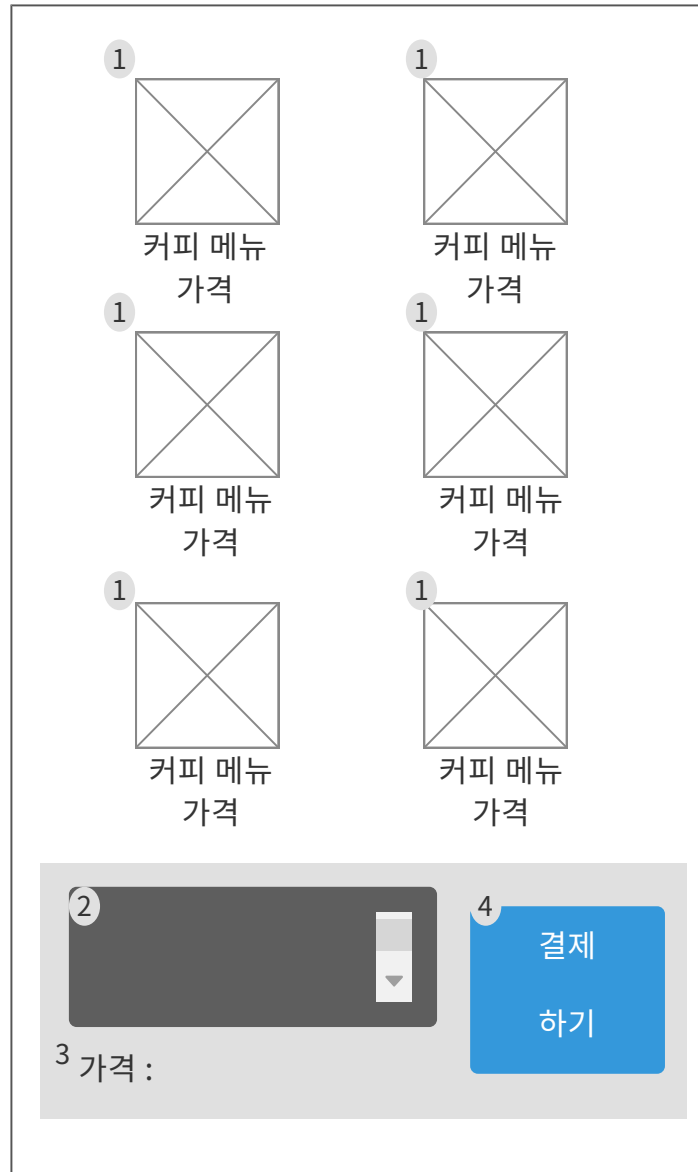 1 1
커피 메뉴 커피 메뉴
가격 가격
1 1
커피 메뉴 커피 메뉴
가격 가격
1 1
커피 메뉴 커피 메뉴
가격 가격
2
4
결제
하기
3 가격 :